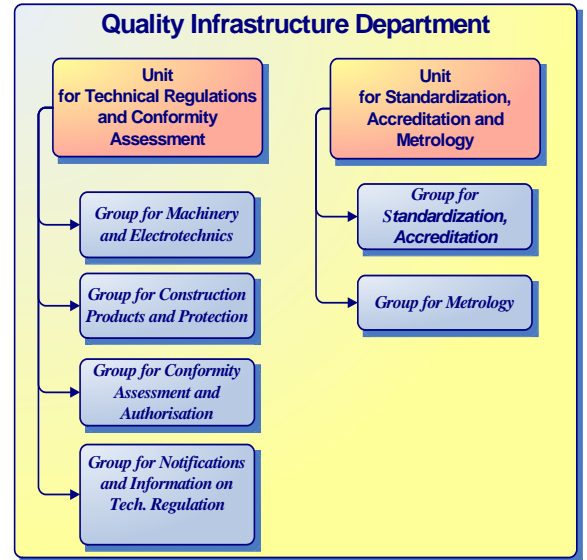 Quality Infrastructure Department
Unit
for Technical Regulations
and Conformity
Assessment
Group for Machinery
and Electrotechnics
Group for Construction
Products and Protection
Group for Conformity
Assessment and
Authorisation
Group for Notifications
and Information on
Tech. Regulation
Unit
for Standardization,
Accreditation and
Metrology
Group for
Standardization,
Accreditation
Group for Metrology